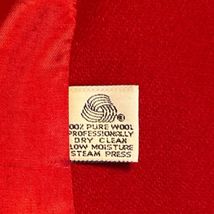 100% PURE WOOL
PROFESSIONALLY
DRY CLEAN
LOW MOISTURE
STEAM PRESS